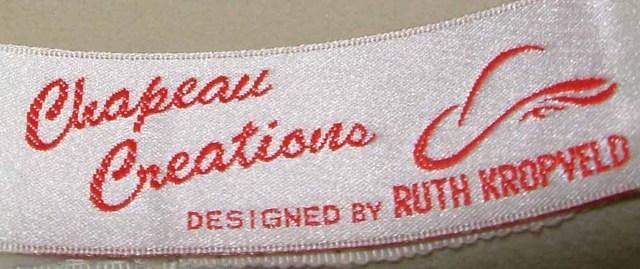 Chapeau
Creations
DESIGNED BY RUTH KROPVELD